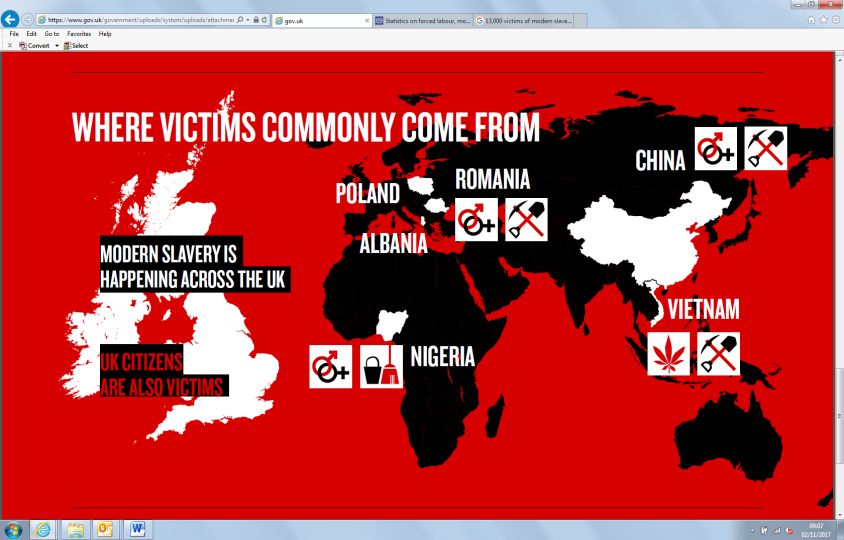 https://www.gov.uk/government/uploads/system/uploads/attachmer
gov.uk
Statistics on forced labour, mo...
13,000 victims of modern slave...
File Edit Go to Favorites Help
Convert Select
WHERE VICTIMS COMMONLY COME FROM
CHINA
ROMANIA
POLAND
ALBANIA
MODERN SLAVERY IS
HAPPENING ACROSS THE UK
VIETNAM
NIGERIA
UK CITIZENS
ARE ALSO VICTIMS
09:07
02/11/2017